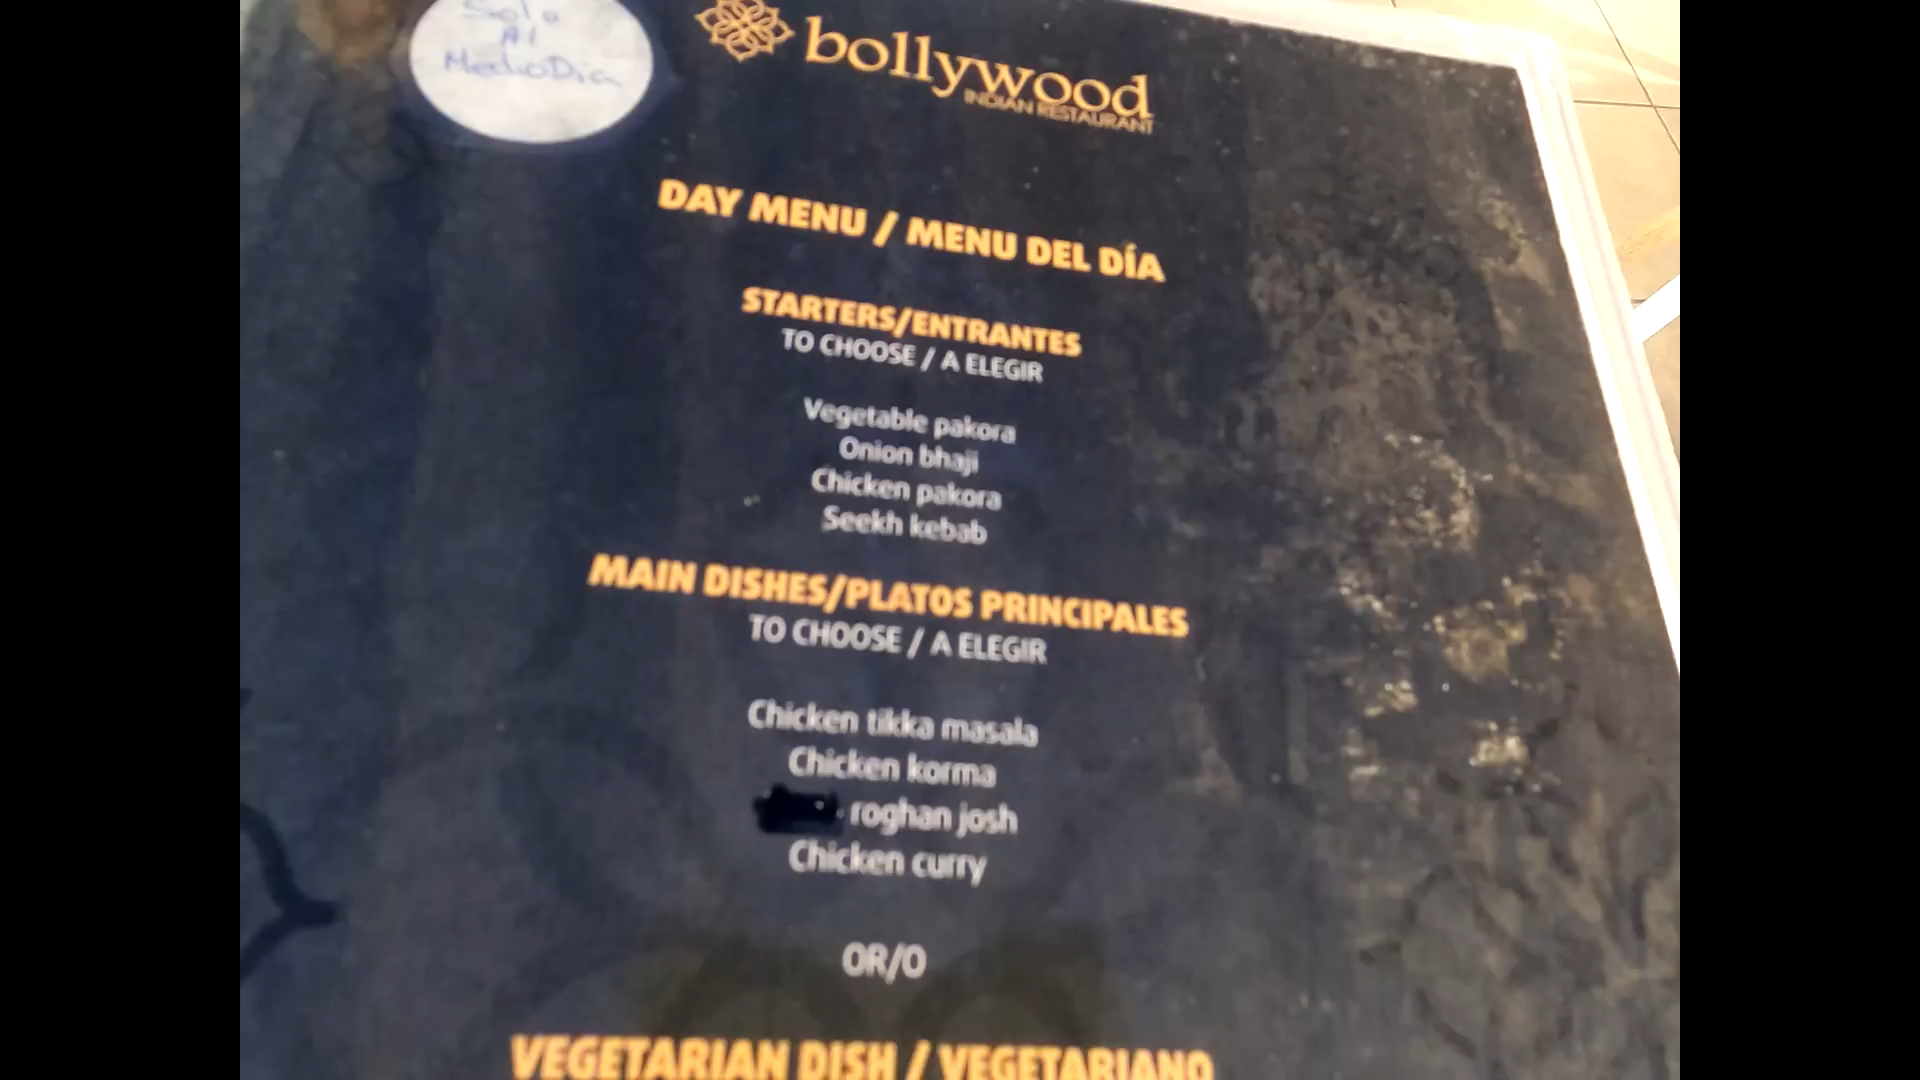 Solo
Al
MedioDia
bollywood
INDIAN RESTAURANT
DAY MENU / MENU DEL DÍA
STARTERS/ENTRANTES
TO CHOOSE / A ELEGIR
Vegetable pakora
Onion bhaji
Chicken pakora
Seekh kebab
MAIN DISHES/PLATOS PRINCIPALES
TO CHOOSE / A ELEGIR
Chicken tikka masala
Chicken korma
roghan josh
Chicken curry
OR/O
VEGETARIAN DISH / VEGETARIANO